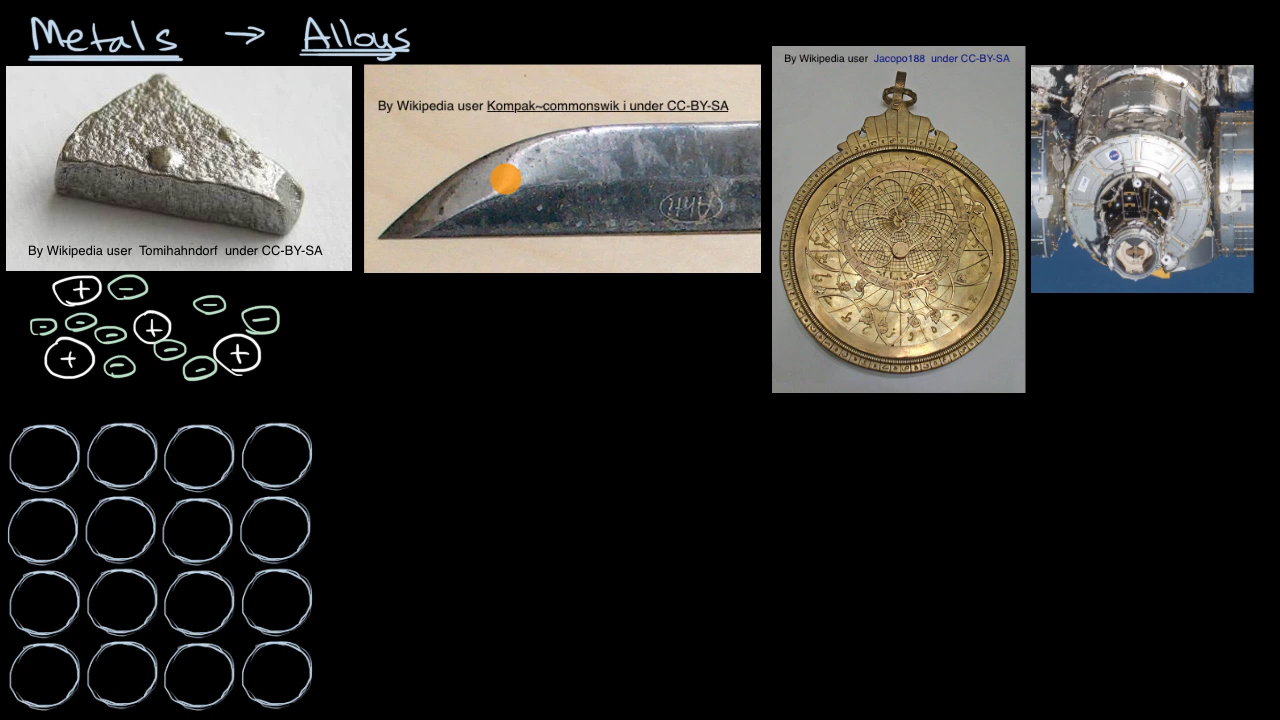 Metals → Alloys
By Wikipedia user Tomihahndorf under CC-BY-SA
By Wikipedia user Kompak~commonswik i under CC-BY-SA
By Wikipedia user Jacopo188 under CC-BY-SA
+ -
- - - + - -
+ - - - +